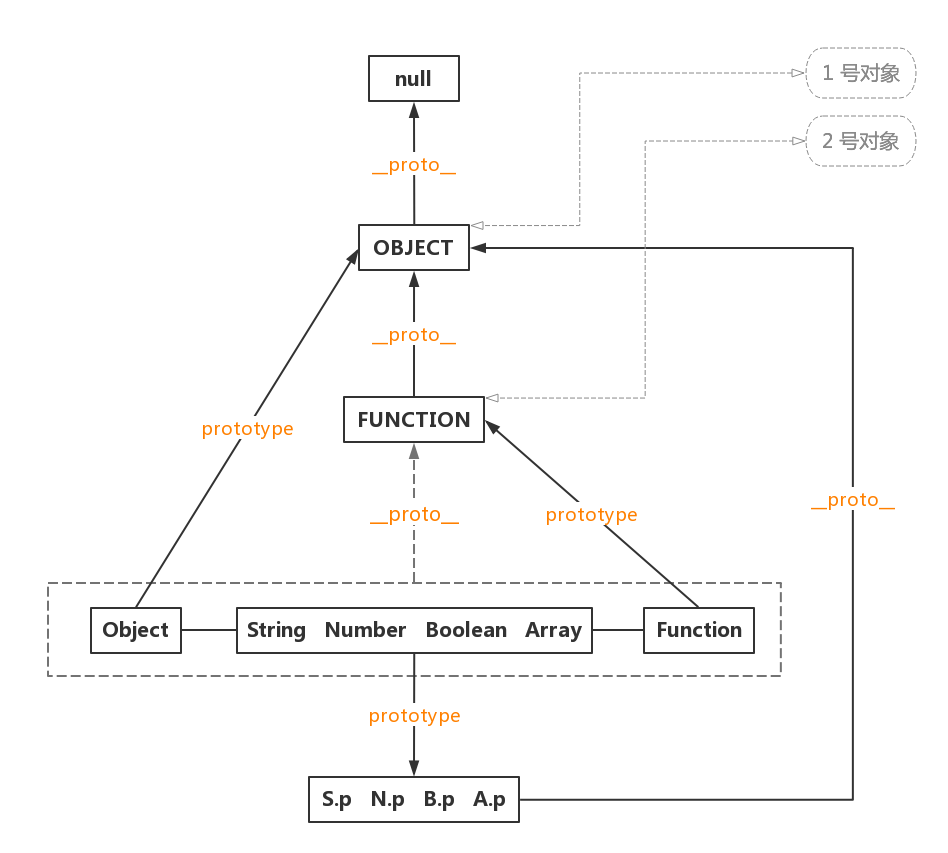 null
1 号对象
2 号对象
__proto__
OBJECT
__proto__
FUNCTION
prototype
__proto__
prototype
__proto__
Object
String Number Boolean Array
Function
prototype
S.p N.p B.p A.p